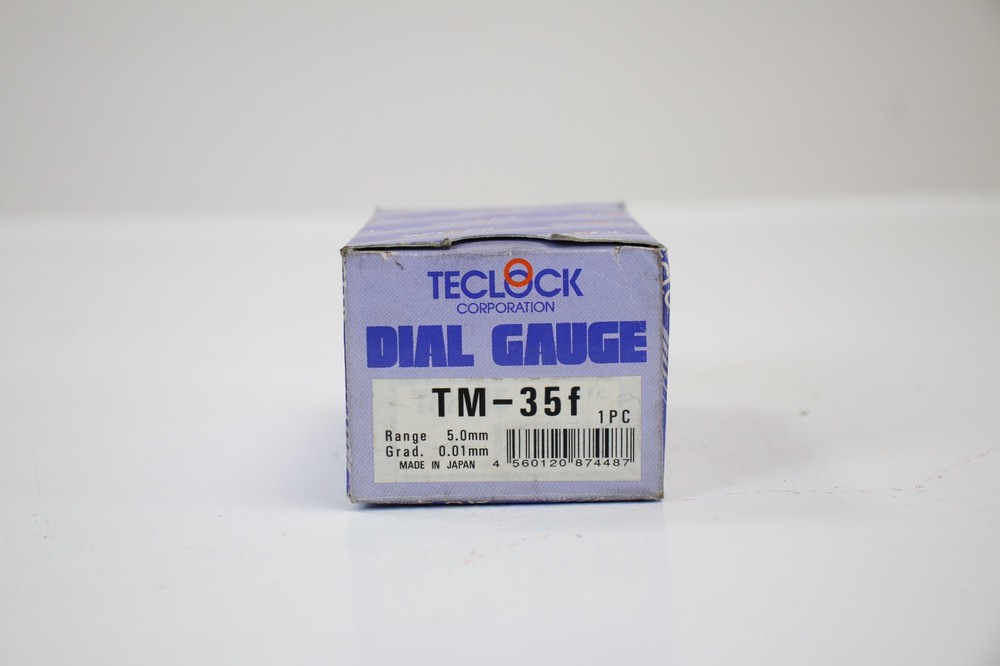 TECLOCK
CORPORATION
DIAL GAUGE
TM-35f
1PC
Range 5.0mm
Grad. 0.01mm
MADE IN JAPAN
4 560120 874487